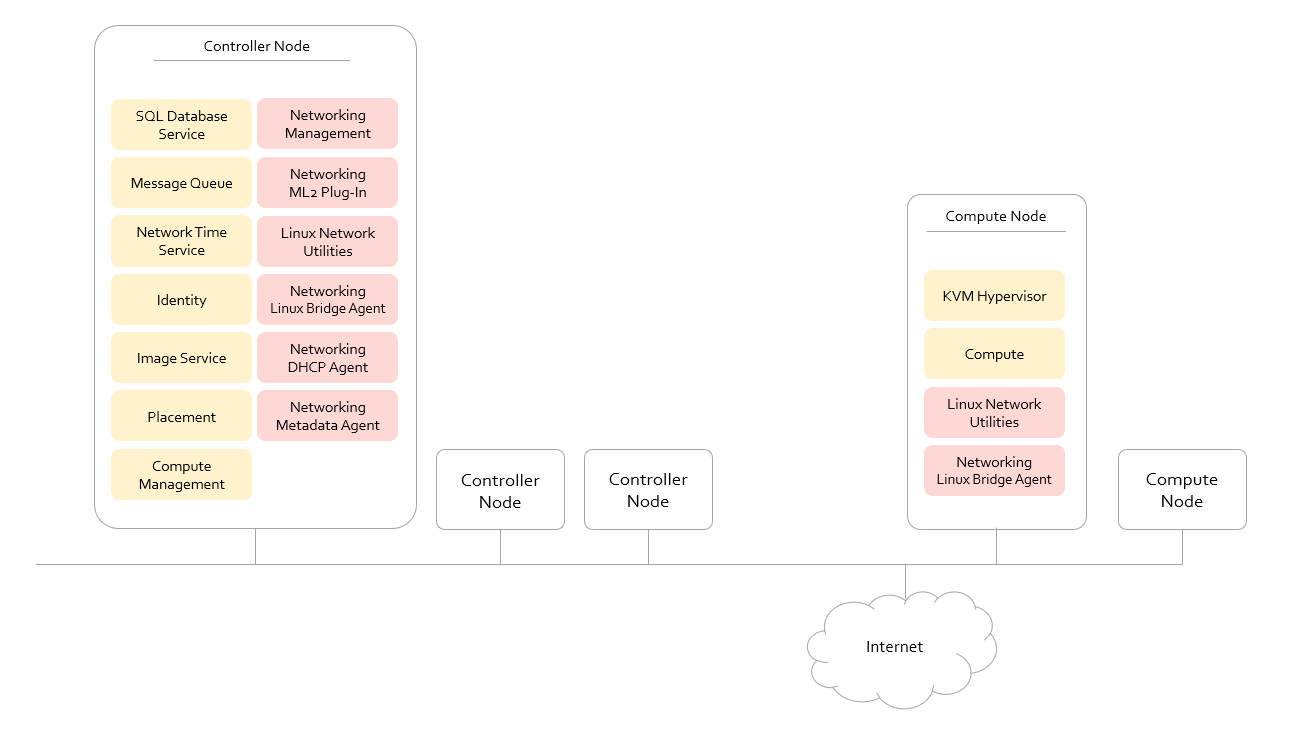 Controller Node
SQL Database
Service
Message Queue
Network Time
Service
Identity
Image Service
Placement
Compute
Management
Networking
Management
Networking
ML2 Plug-In
Linux Network
Utilities
Networking
Linux Bridge Agent
Networking
DHCP Agent
Networking
Metadata Agent
Controller
Node
Controller
Node
Compute Node
KVM Hypervisor
Compute
Linux Network
Utilities
Networking
Linux Bridge Agent
Compute
Node
Internet